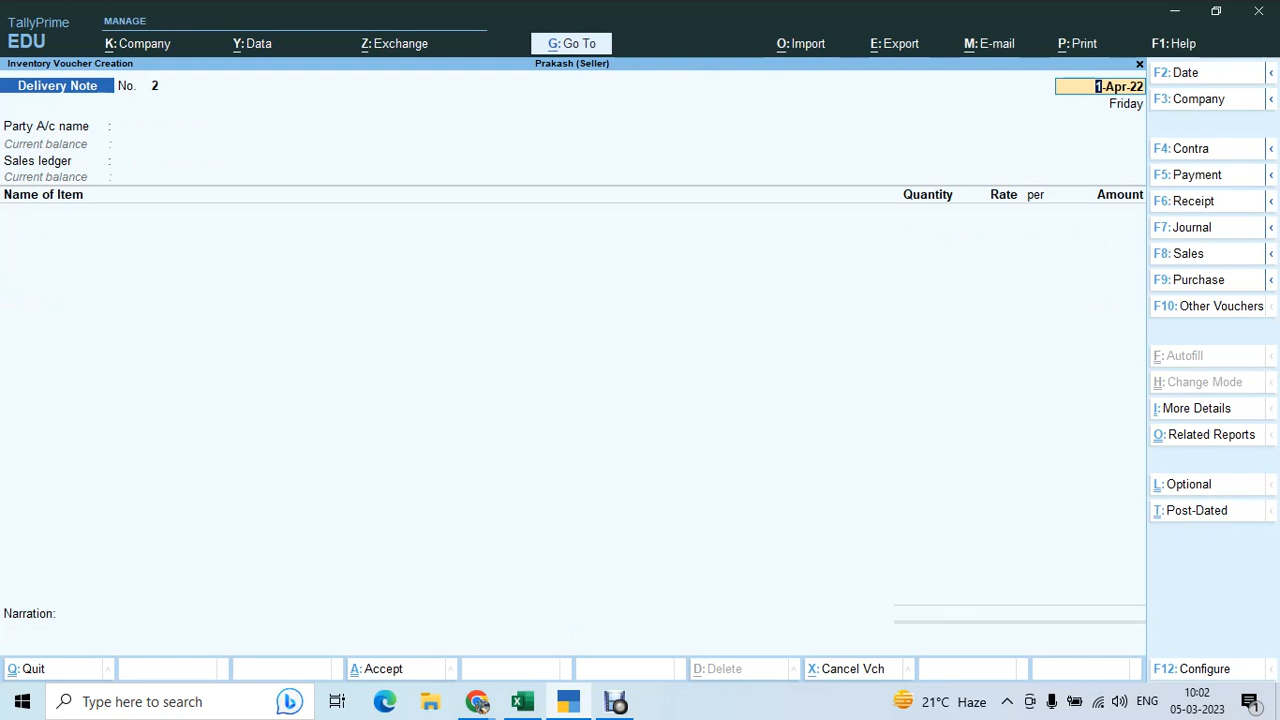 TallyPrime
EDU
MANAGE
K: Company
Y: Data
Z: Exchange
G: Go To
O: Import
E: Export
M: E-mail
P: Print
F1: Help
Inventory Voucher Creation
Prakash (Seller)
Delivery Note No. 2
1-Apr-22
Friday
Party A/c name :
Current balance :
Sales ledger :
Current balance :
Name of Item
Quantity Rate per Amount
Narration:
F2: Date
F3: Company
F4: Contra
F5: Payment
F6: Receipt
F7: Journal
F8: Sales
F9: Purchase
F10: Other Vouchers
F: Autofill
H: Change Mode
I: More Details
O: Related Reports
L: Optional
T: Post-Dated
Q: Quit
A: Accept
D: Delete
X: Cancel Vch
F12: Configure
Type here to search
21°C Haze
ENG
10:02
05-03-2023
1